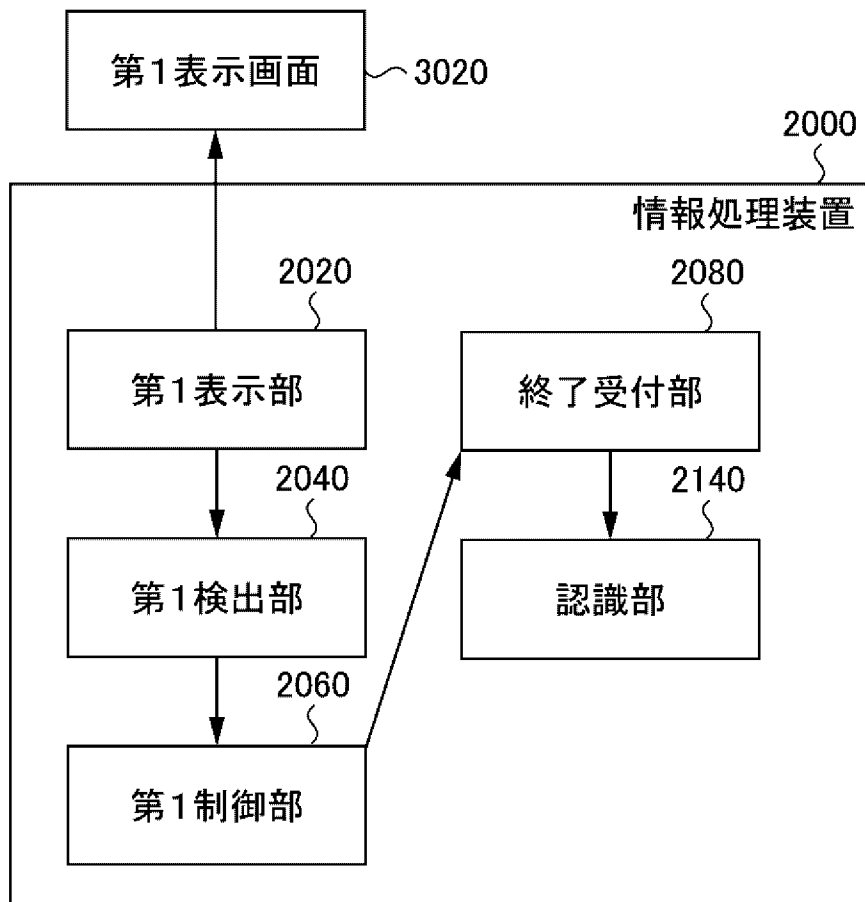 第1表示画面
3020
2000
情報処理装置
2020
第1表示部
2080
終了受付部
2040
第1検出部
2140
認識部
2060
第1制御部